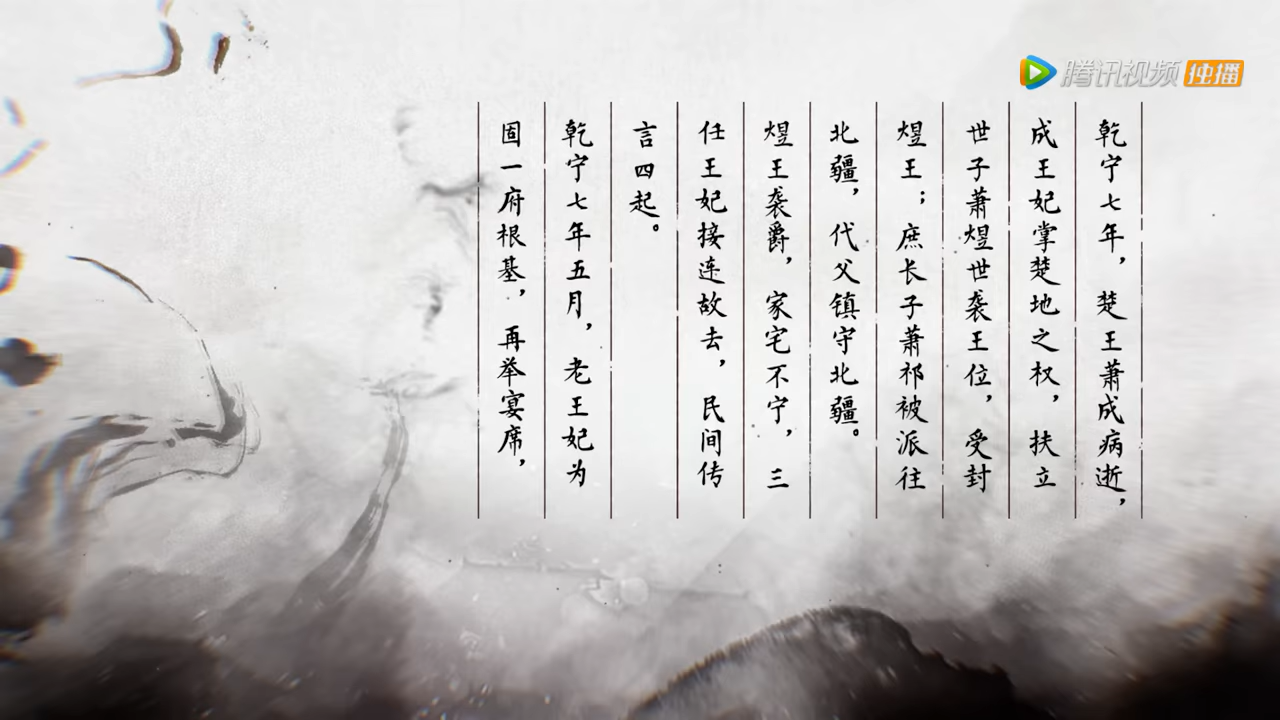 腾讯视频 独播
乾宁七年，楚王萧成病逝，
成王妃掌楚地之权，扶立
世子萧煜世袭王位，受封
煜王；庶长子萧祁被派往
北疆，代父镇守北疆。
煜王袭爵，家宅不宁，三
任王妃接连故去，民间传
言四起。
乾宁七年五月，老王妃为
固一府根基，再举宴席，